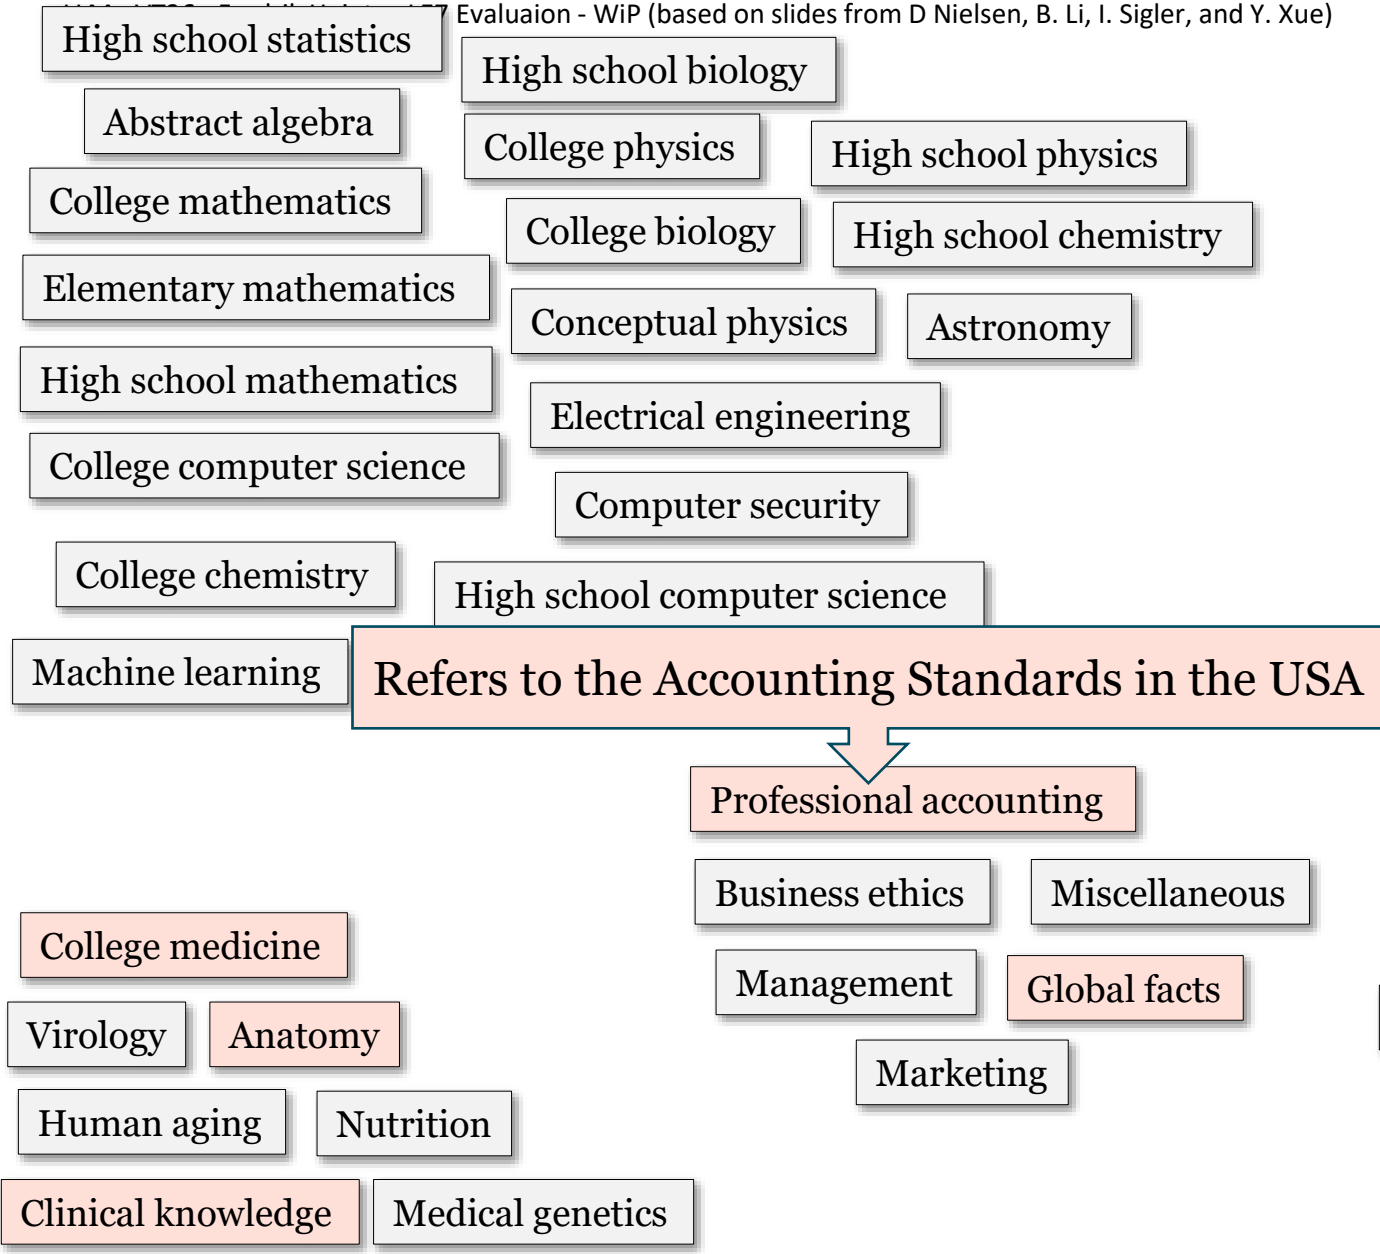 Evaluaion - WiP (based on slides from D Nielsen, B. Li, I. Sigler, and Y. Xue)
High school statistics
High school biology
Abstract algebra
College physics
High school physics
College mathematics
College biology
High school chemistry
Elementary mathematics
Conceptual physics
Astronomy
High school mathematics
Electrical engineering
College computer science
Computer security
College chemistry
High school computer science
Machine learning
Refers to the Accounting Standards in the USA
Professional accounting
Business ethics
Miscellaneous
College medicine
Management
Global facts
Virology
Anatomy
Marketing
Human aging
Nutrition
Clinical knowledge
Medical genetics